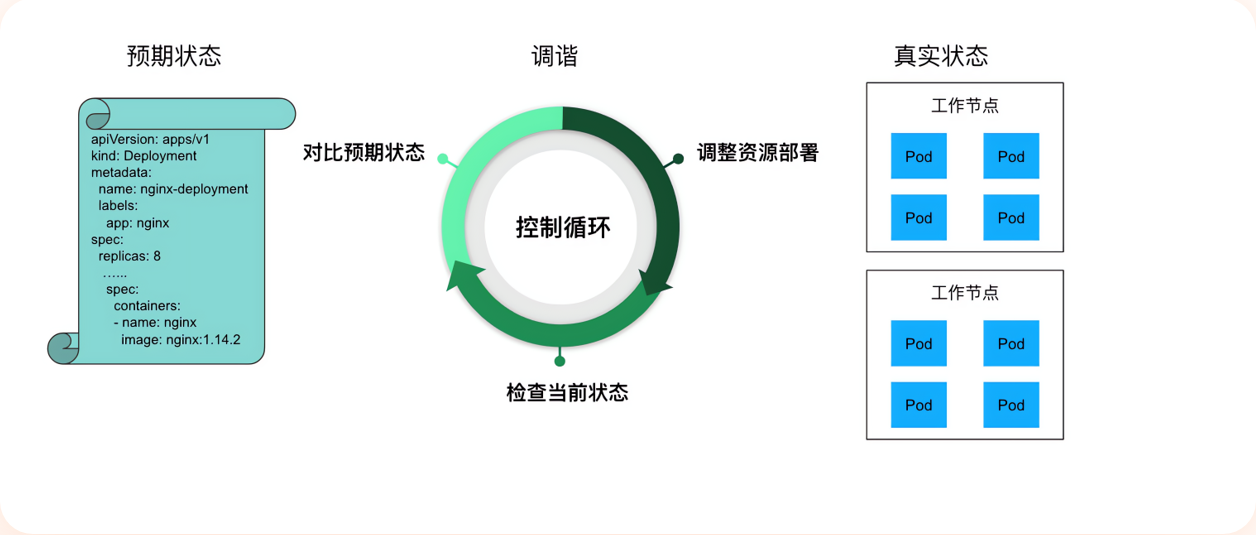 预期状态
apiVersion: apps/v1
kind: Deployment
metadata:
  name: nginx-deployment
  labels:
    app: nginx
spec:
  replicas: 8
   …...
    spec:
      containers:
      - name: nginx
        image: nginx:1.14.2
调谐
对比预期状态
调整资源部署
控制循环
检查当前状态
真实状态
工作节点
Pod Pod
Pod Pod
工作节点
Pod Pod
Pod Pod